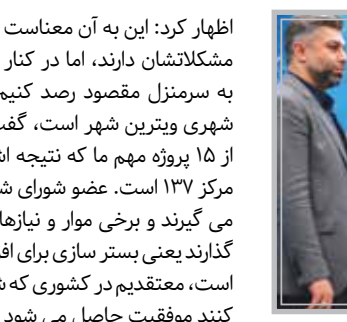 اظهار کرد: این به آن معناست
مشکلاتشان دارند، اما در کنار
به سرمنزل مقصود رصد کنیم
شهری ویترین شهر است، گفت
از ۱۵ پروژه مهم ما که نتیجه
مرکز ۱۳۷ است. عضو شورای
می گیرند و برخی موار و نیازها
گذارند یعنی بستر سازی برای
است، معتقدیم در کشوری که
کنند موفقیت حاصل می شود